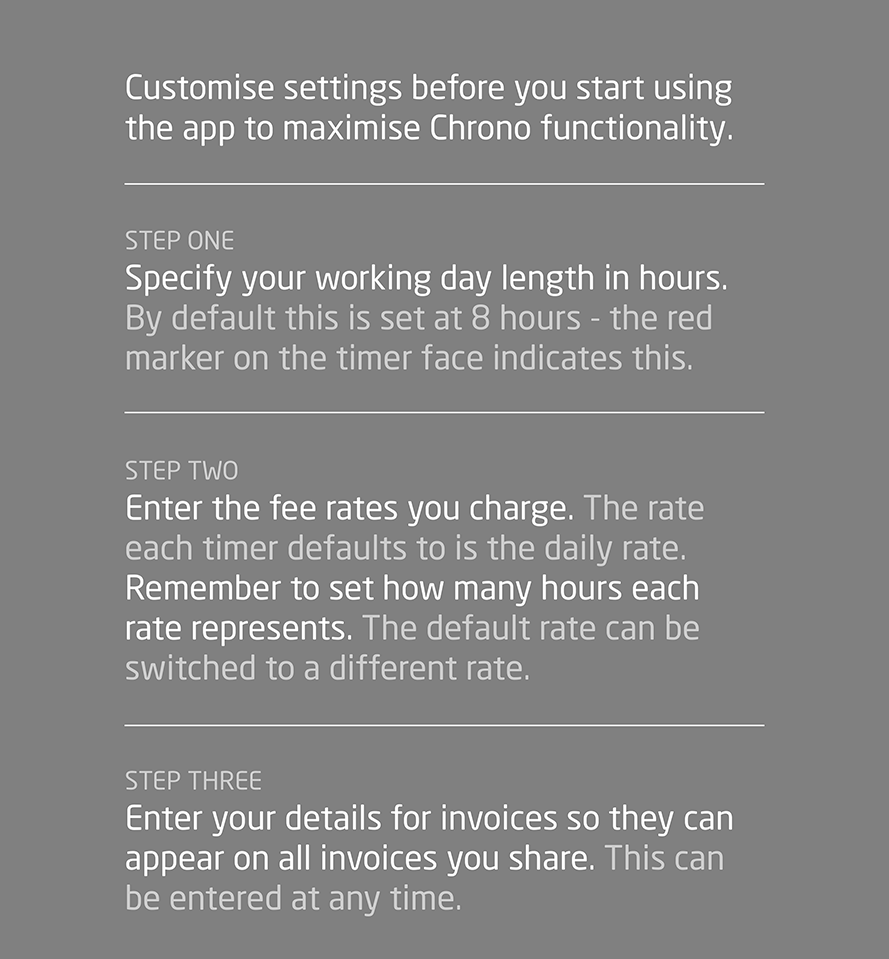 Customise settings before you start using
the app to maximise Chrono functionality.
STEP ONE
Specify your working day length in hours.
By default this is set at 8 hours - the red
marker on the timer face indicates this.
STEP TWO
Enter the fee rates you charge. The rate
each timer defaults to is the daily rate.
Remember to set how many hours each
rate represents. The default rate can be
switched to a different rate.
STEP THREE
Enter your details for invoices so they can
appear on all invoices you share. This can
be entered at any time.